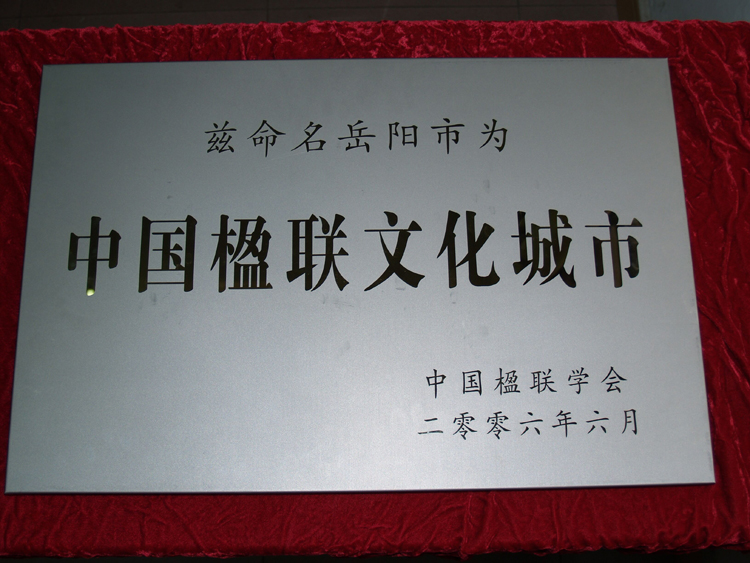 兹命名岳阳市为
中国楹联文化城市
中国楹联学会
二零零六年六月